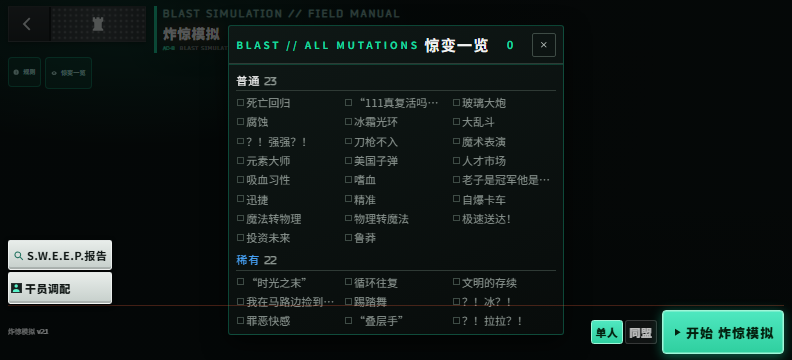 BLAST SIMULATION // FIELD MANUAL
炸惊模拟
BLAST // ALL MUTATIONS 惊变一览 0 ×
规则 惊变一览
普通 23
死亡回归 “111真复活吗… 玻璃大炮
腐蚀 冰霜光环 大乱斗
？！强强？！ 刀枪不入 魔术表演
元素大师 美国子弹 人才市场
吸血习性 嗜血 老子是冠军他是…
迅捷 精准 自爆卡车
魔法转物理 物理转魔法 极速送达！
投资未来 鲁莽
稀有 22
“时光之末” 循环往复 文明的存续
我在马路边捡到… 踢踏舞 ？！冰？！
罪恶快感 “叠层手” ？！拉拉？！
S.W.E.E.P.报告
干员调配
炸惊模拟 v2.1
单人 同盟 开始 炸惊模拟